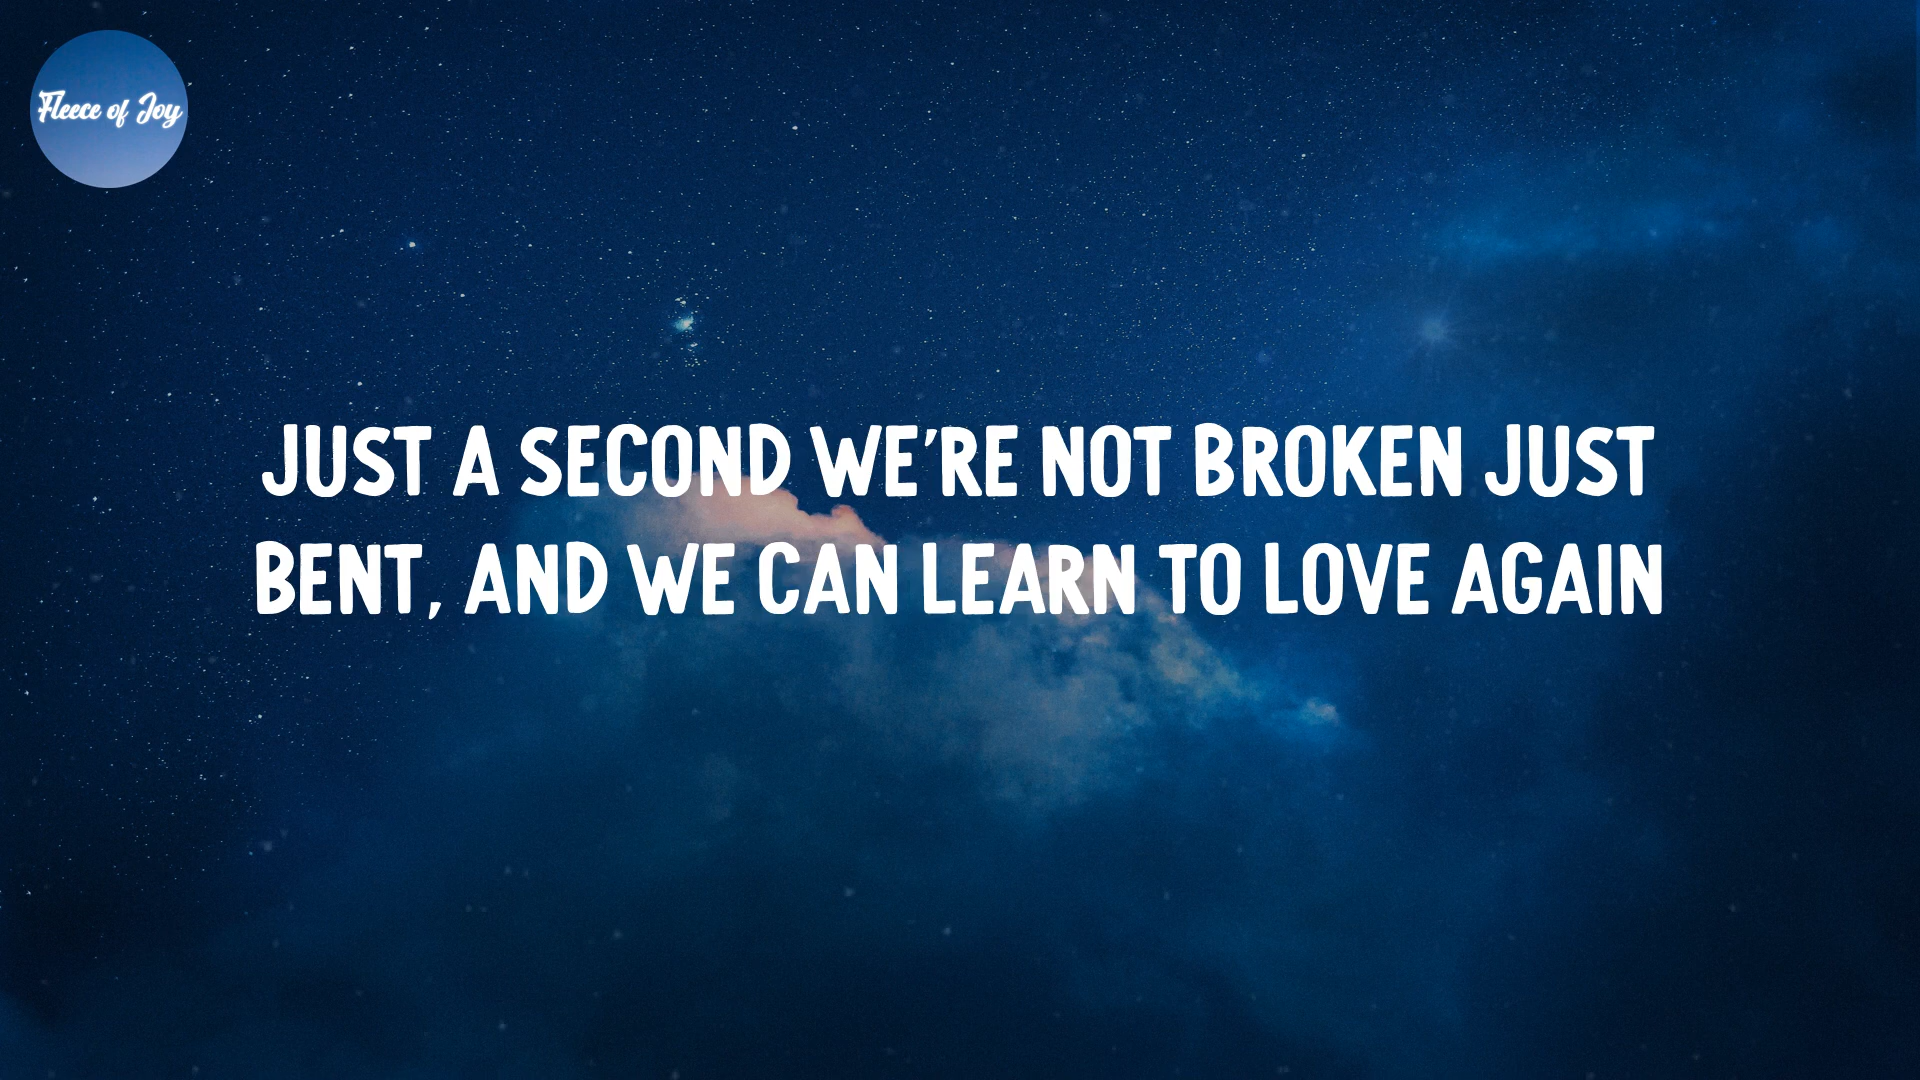 Fleece of Joy
JUST A SECOND WE'RE NOT BROKEN JUST
BENT, AND WE CAN LEARN TO LOVE AGAIN